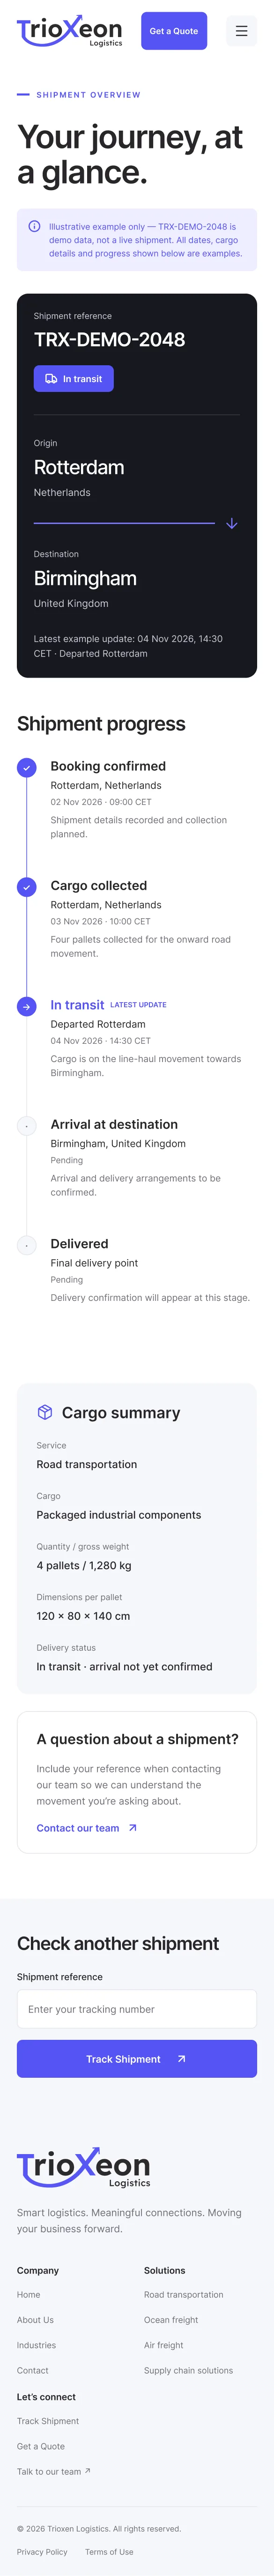 TrioXeon
Logistics
Get a Quote
SHIPMENT OVERVIEW
Your journey, at
a glance.
Illustrative example only — TRX-DEMO-2048 is
demo data, not a live shipment. All dates, cargo
details and progress shown below are examples.
Shipment reference
TRX-DEMO-2048
In transit
Origin
Rotterdam
Netherlands
Destination
Birmingham
United Kingdom
Latest example update: 04 Nov 2026, 14:30
CET · Departed Rotterdam
Shipment progress
Booking confirmed
Rotterdam, Netherlands
02 Nov 2026 · 09:00 CET
Shipment details recorded and collection
planned.
Cargo collected
Rotterdam, Netherlands
03 Nov 2026 · 10:00 CET
Four pallets collected for the onward road
movement.
In transit LATEST UPDATE
Departed Rotterdam
04 Nov 2026 · 14:30 CET
Cargo is on the line-haul movement towards
Birmingham.
Arrival at destination
Birmingham, United Kingdom
Pending
Arrival and delivery arrangements to be
confirmed.
Delivered
Final delivery point
Pending
Delivery confirmation will appear at this stage.
Cargo summary
Service
Road transportation
Cargo
Packaged industrial components
Quantity / gross weight
4 pallets / 1,280 kg
Dimensions per pallet
120 × 80 × 140 cm
Delivery status
In transit · arrival not yet confirmed
A question about a shipment?
Include your reference when contacting
our team so we can understand the
movement you’re asking about.
Contact our team
Check another shipment
Shipment reference
Enter your tracking number
Track Shipment
TrioXeon
Logistics
Smart logistics. Meaningful connections. Moving
your business forward.
Company
Home
About Us
Industries
Contact
Solutions
Road transportation
Ocean freight
Air freight
Supply chain solutions
Let’s connect
Track Shipment
Get a Quote
Talk to our team ↗
© 2026 Trioxen Logistics. All rights reserved.
Privacy Policy Terms of Use